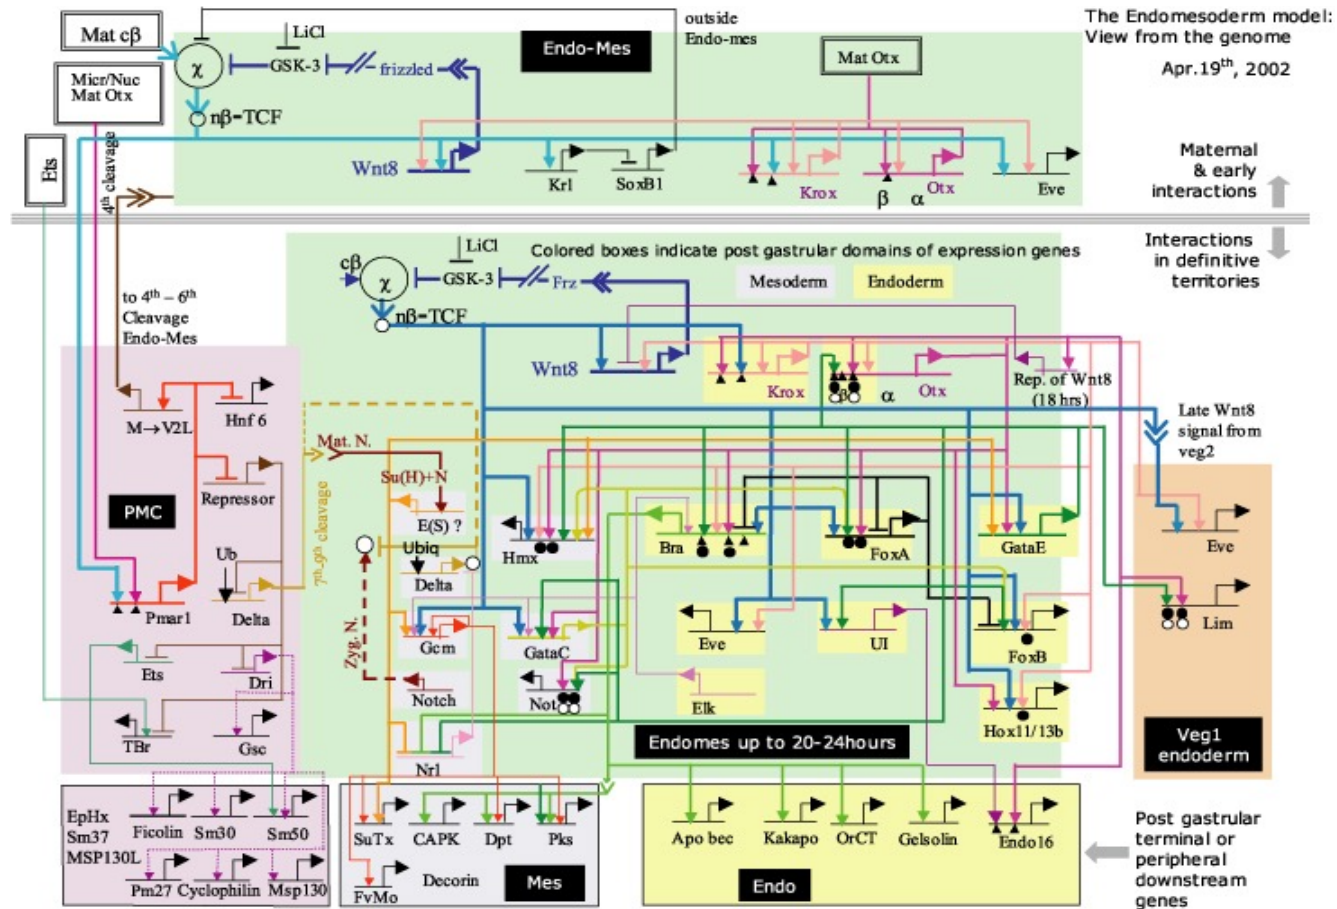 The Endomesoderm model:
View from the genome
Apr.19th, 2002
Mat cβ
LiCl
outside
Endo-mes
Endo-Mes
χ
GSK-3
frizzled
Mat Otx
Micr/Nuc
Mat Otx
nβ-TCF
Ets
4th cleavage
Wnt8
Kr1
SoxB1
Krox
β
α
Otx
Eve
Maternal
& early
interactions
Interactions
in definitive
territories
LiCl
Colored boxes indicate post gastrular domains of expression genes
cβ
χ
GSK-3
Frz
Mesoderm
Endoderm
nβ-TCF
to 4th – 6th
Cleavage
Endo-Mes
Wnt8
Krox
β
α
Otx
Rep. of Wnt8
(18 hrs)
Late Wnt8
signal from
veg2
M→V2L
Hnf 6
Mat. N.
Su(H)+N
Repressor
PMC
7th-9th cleavage
E(S) ?
Hmx
Bra
FoxA
GataE
Eve
Ub
Ubiq
Delta
Pmar1
Delta
Lim
Zyg. N.
Gcm
GataC
Eve
UI
FoxB
Ets
Dri
Notch
Not
Elk
Hox11/13b
TBr
Gsc
Nrl
Endomes up to 20-24hours
Veg1
endoderm
EpHx
Sm37
MSP130L
Ficolin
Sm30
Sm50
SuTx
CAPK
Dpt
Pks
Apo bec
Kakapo
OrCT
Gelsolin
Endo16
Post gastrular
terminal or
peripheral
downstream
genes
Pm27
Cyclophilin
Msp130
FvMo
Decorin
Mes
Endo